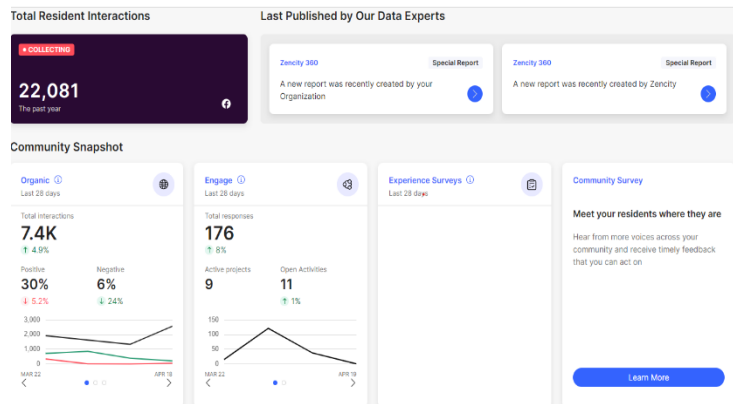 Total Resident Interactions
Last Published by Our Data Experts
COLLECTING
22,081
The past year
Zencity 360
Special Report
A new report was recently created by your
Organization
Zencity 360
Special Report
A new report was recently created by Zencity
Community Snapshot
Organic
Last 28 days
Total interactions
7.4K
↑ 4.9%
Positive
Negative
30%
6%
↓ 5.2%
↓ 24%
3,000
2,000
1,000
0
MAR 22
APR 18
Engage
Last 28 days
Total responses
176
↑ 8%
Active projects
Open Activities
9
11
↑ 1%
150
100
50
0
MAR 22
APR 18
Experience Surveys
Last 28 days
Community Survey
Meet your residents where they are
Hear from more voices across your
community and receive timely feedback
that you can act on
Learn More